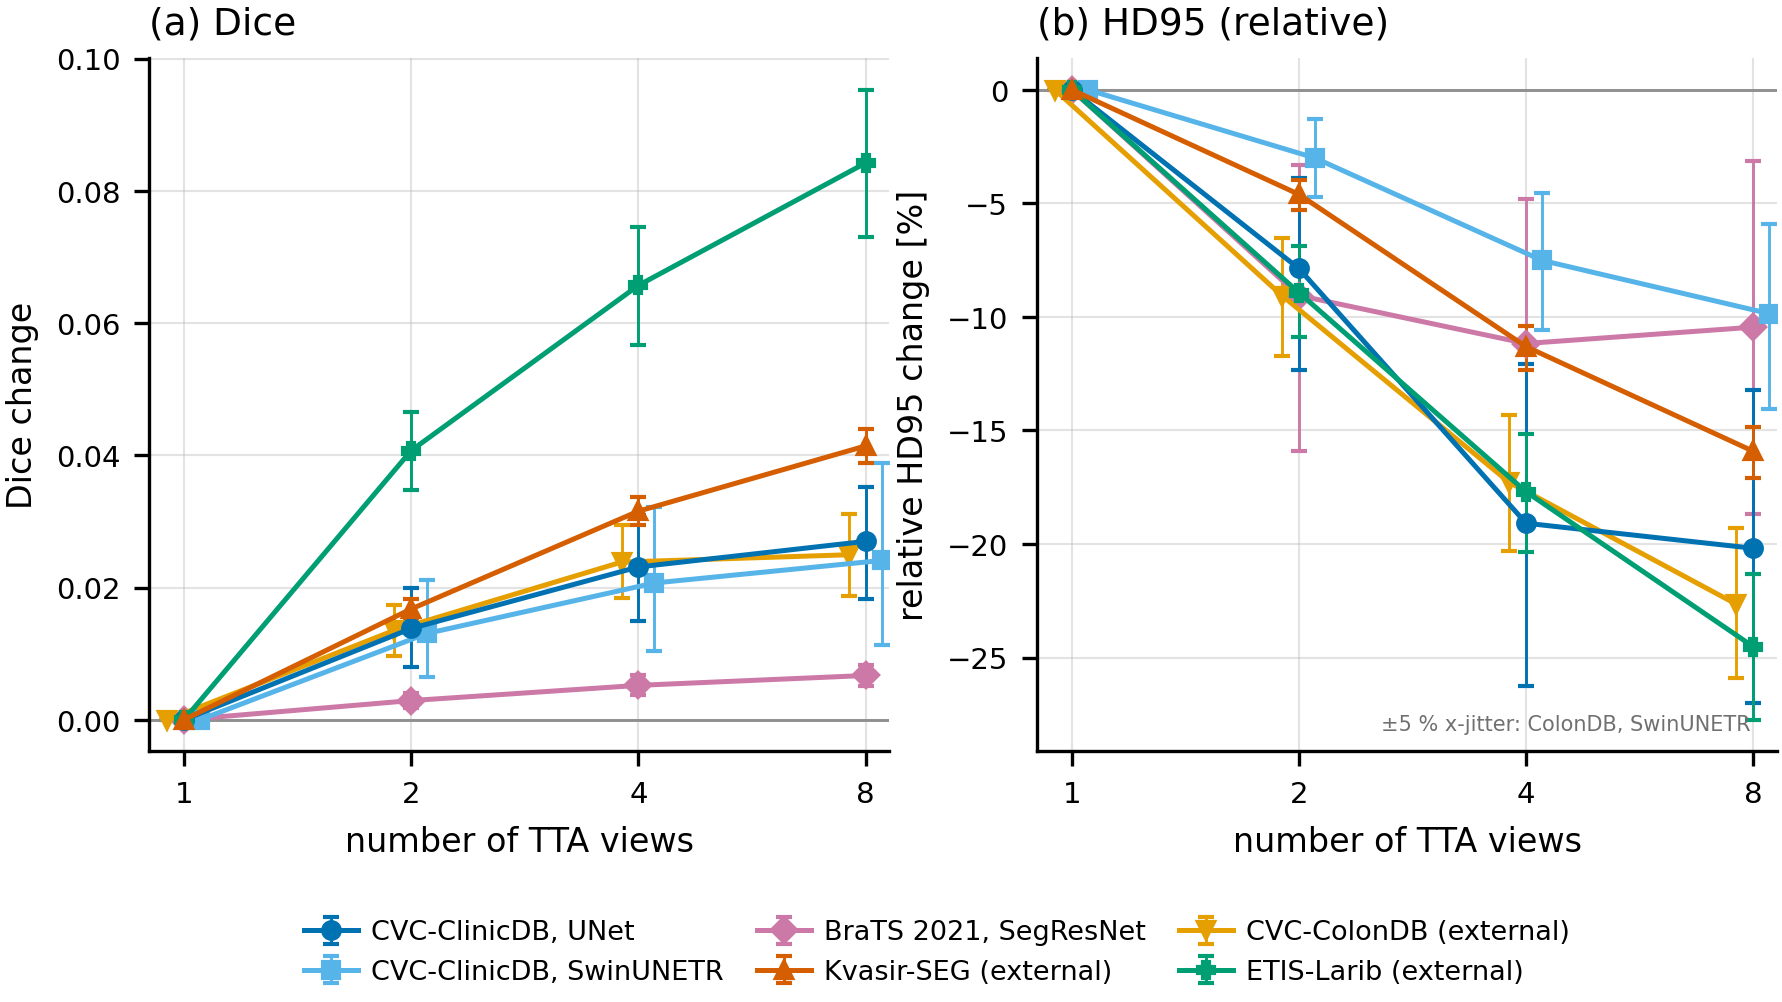 (a) Dice
(b) HD95 (relative)
Dice change
0.10
0.08
0.06
0.04
0.02
0.00
1
2
4
8
number of TTA views
relative HD95 change [%]
0
−5
−10
−15
−20
−25
±5 % x-jitter: ColonDB, SwinUNETR
1
2
4
8
number of TTA views
CVC-ClinicDB, UNet
BraTS 2021, SegResNet
CVC-ColonDB (external)
CVC-ClinicDB, SwinUNETR
Kvasir-SEG (external)
ETIS-Larib (external)